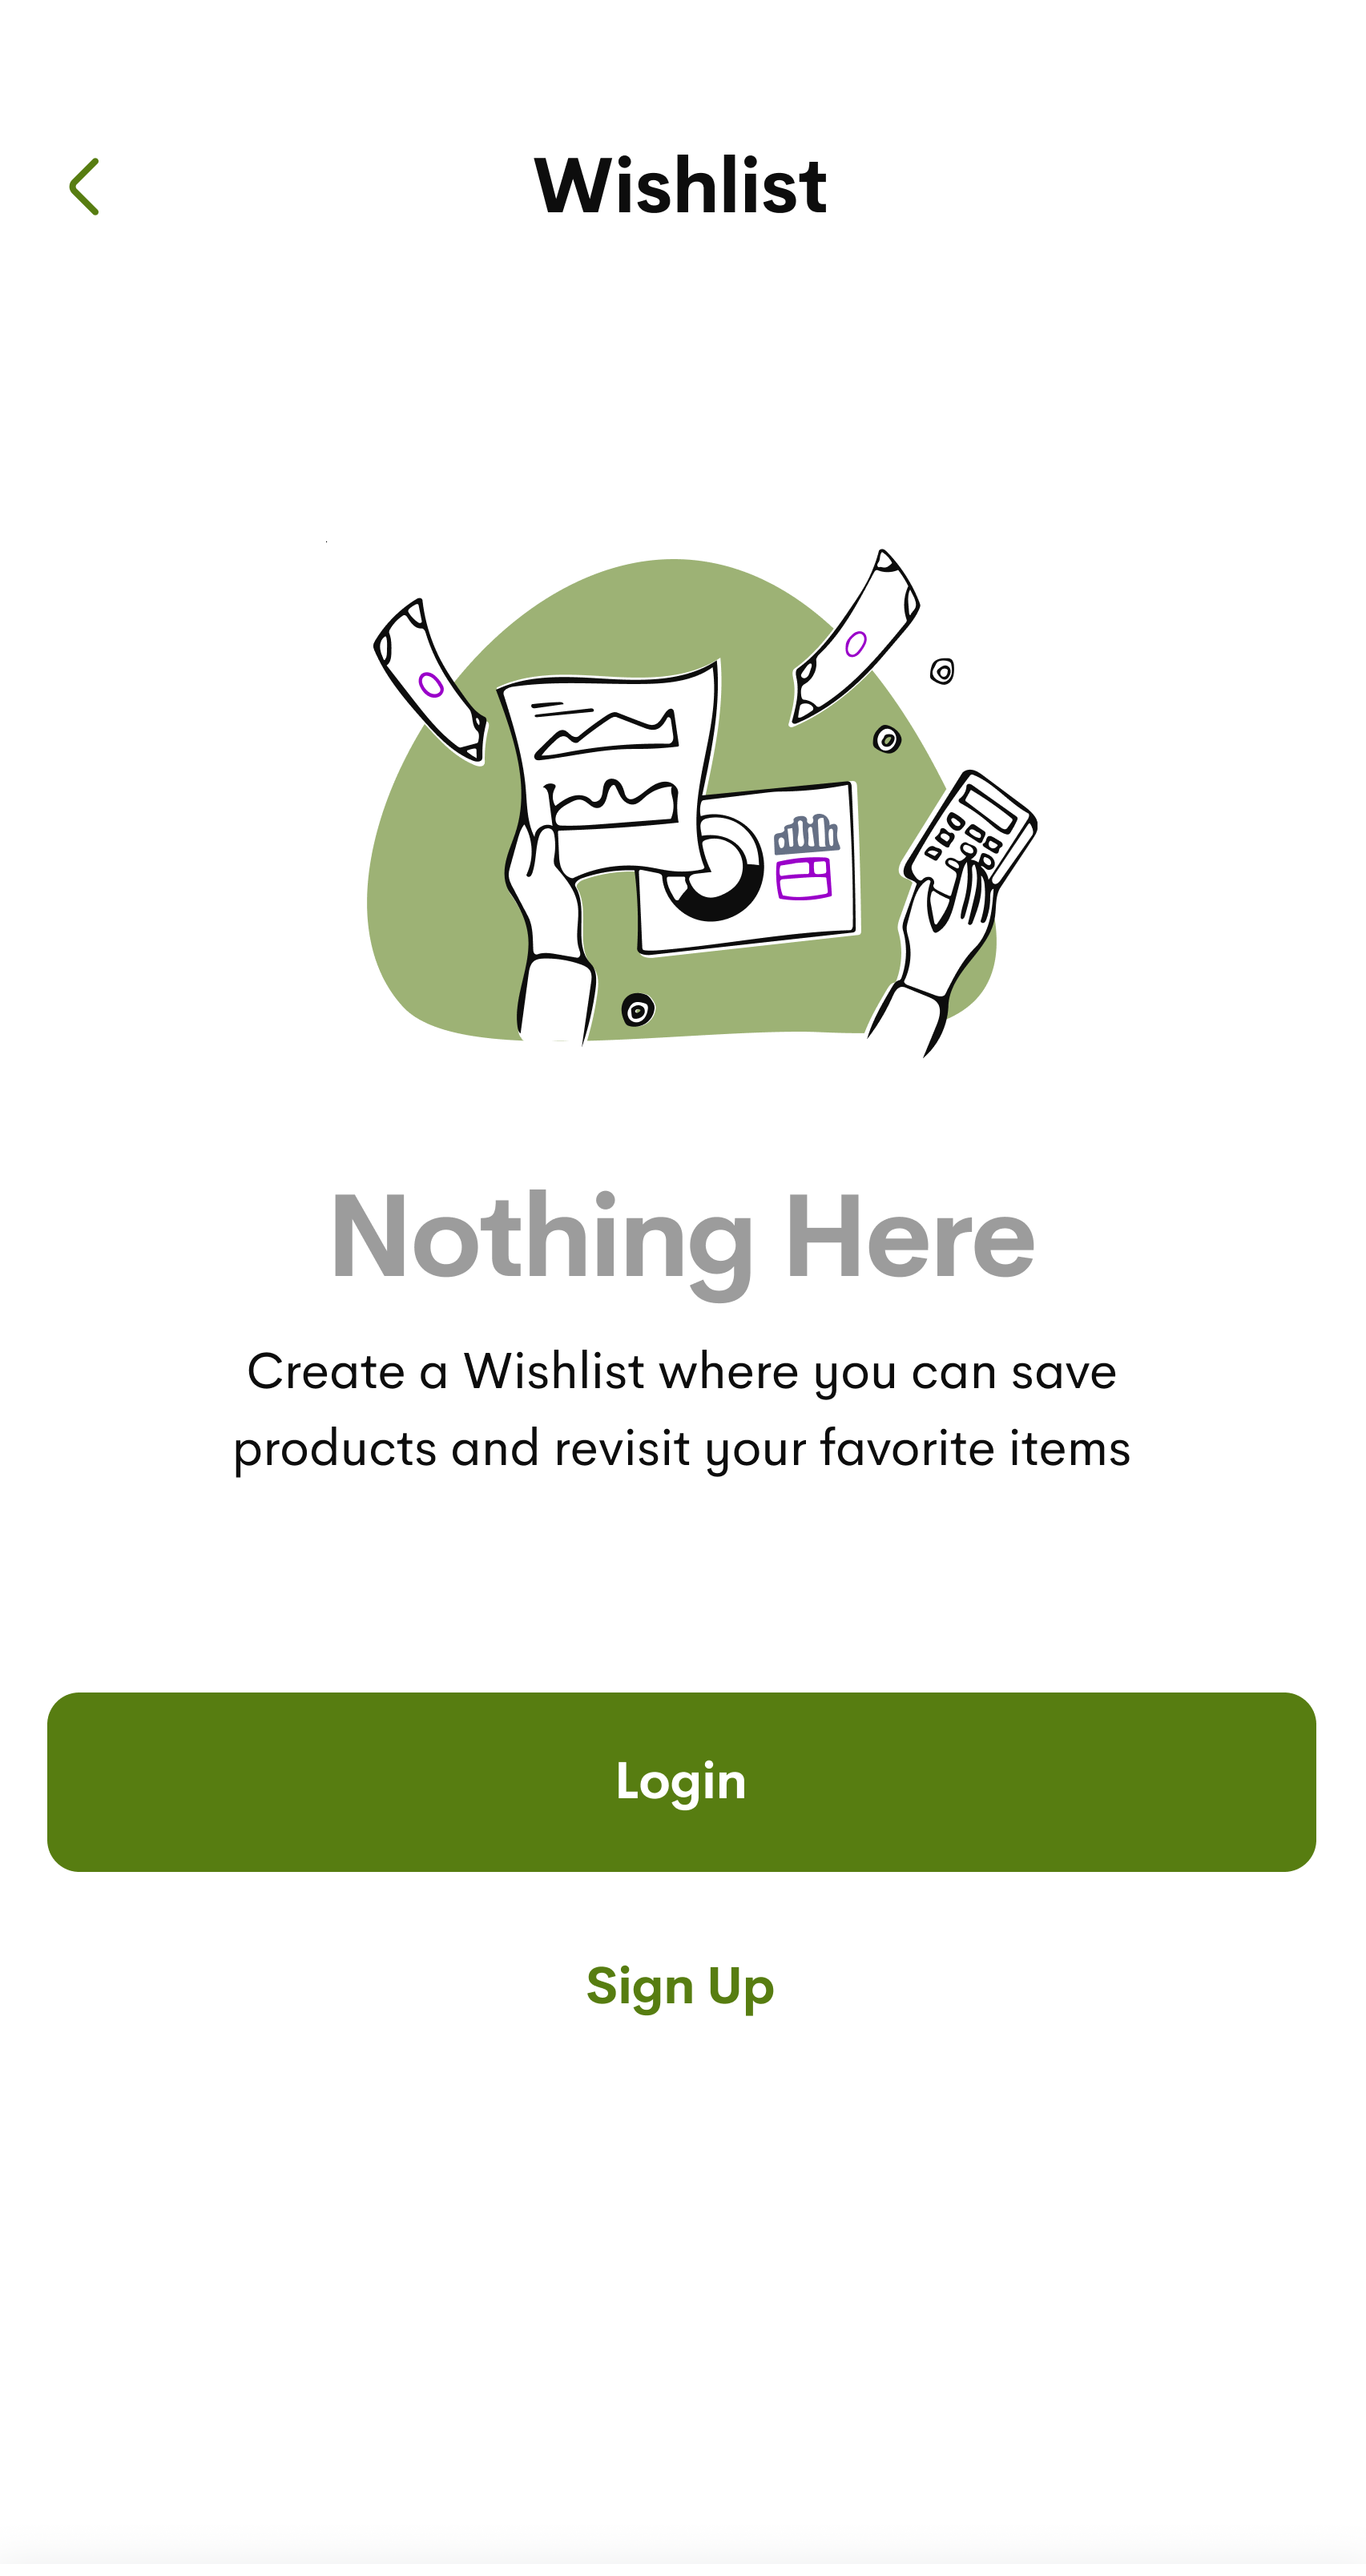 Wishlist
Nothing Here
Create a Wishlist where you can save
products and revisit your favorite items
Login
Sign Up